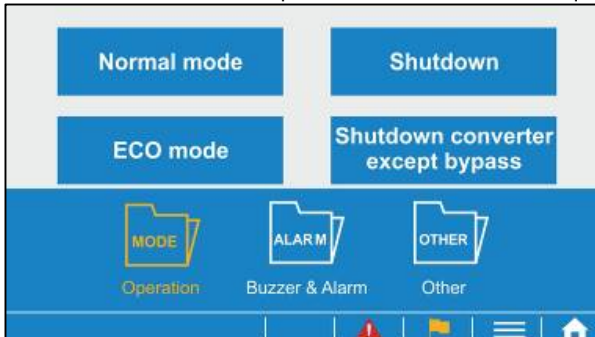 Normal mode
Shutdown
ECO mode
Shutdown converter
except bypass
MODE
ALARM
OTHER
Operation
Buzzer & Alarm
Other